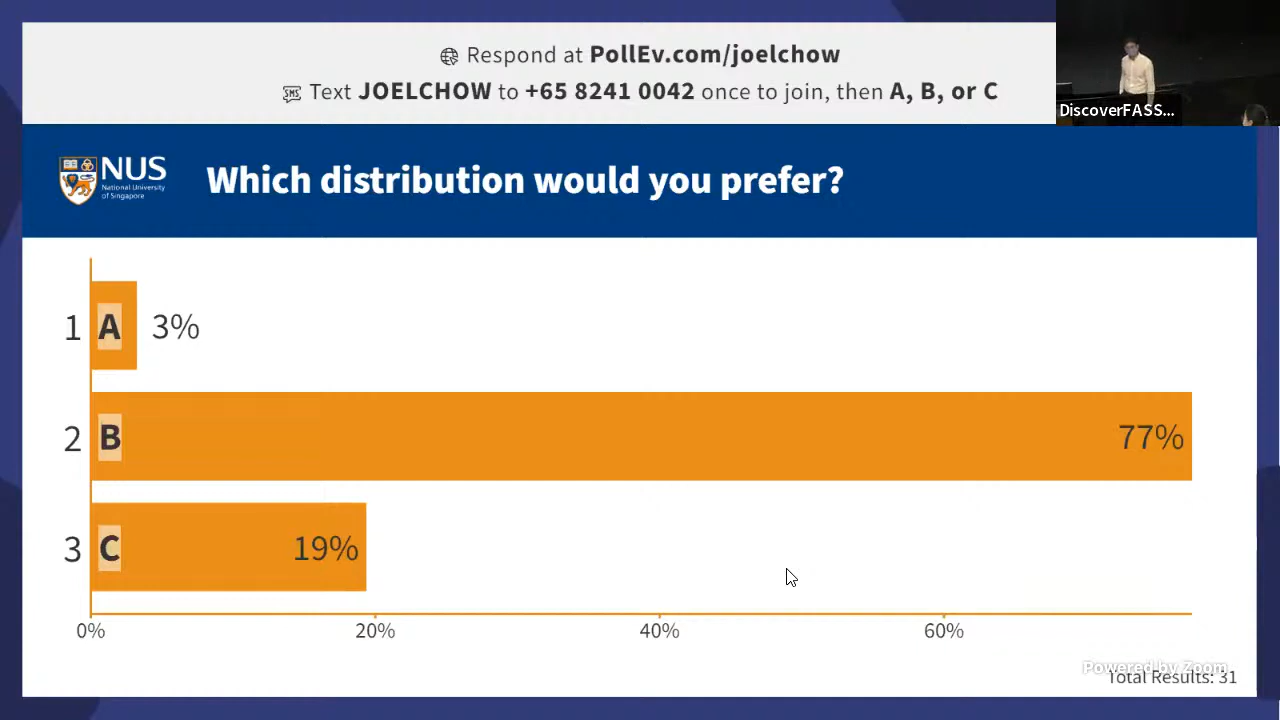 Respond at PollEv.com/joelchow
SMS Text JOELCHOW to +65 8241 0042 once to join, then A, B, or C
DiscoverFASS...
NUS
National University
of Singapore
Which distribution would you prefer?
1 A 3%
2 B 77%
3 C 19%
0% 20% 40% 60%
Powered by Zoom
Total Results: 31